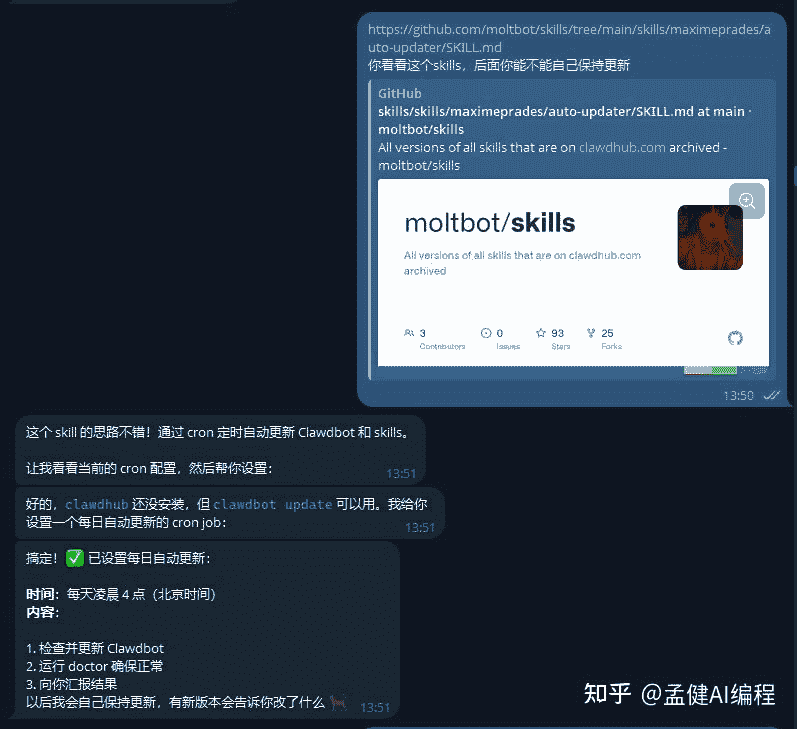 https://github.com/moltbot/skills/tree/main/skills/maximeprades/a
uto-updater/SKILL.md
你看看这个skills，后面你能不能自己保持更新
GitHub
skills/skills/maximeprades/auto-updater/SKILL.md at main ·
moltbot/skills
All versions of all skills that are on clawdhub.com archived -
moltbot/skills
moltbot/skills
All versions of all skills that are on clawdhub.com
archived
3 0 93 25
Contributors Issues Stars Forks
13:50
这个 skill 的思路不错！通过 cron 定时自动更新 Clawdbot 和 skills。
让我看看当前的 cron 配置，然后帮你设置：
13:51
好的，clawdhub 还没安装，但 clawdbot update 可以用。我给你
设置一个每日自动更新的 cron job：
13:51
搞定！✅ 已设置每日自动更新：
时间：每天凌晨 4 点（北京时间）
内容：
1. 检查并更新 Clawdbot
2. 运行 doctor 确保正常
3. 向你汇报结果
以后我会自己保持更新，有新版本会告诉你改了什么
13:51
知乎 @孟健AI编程